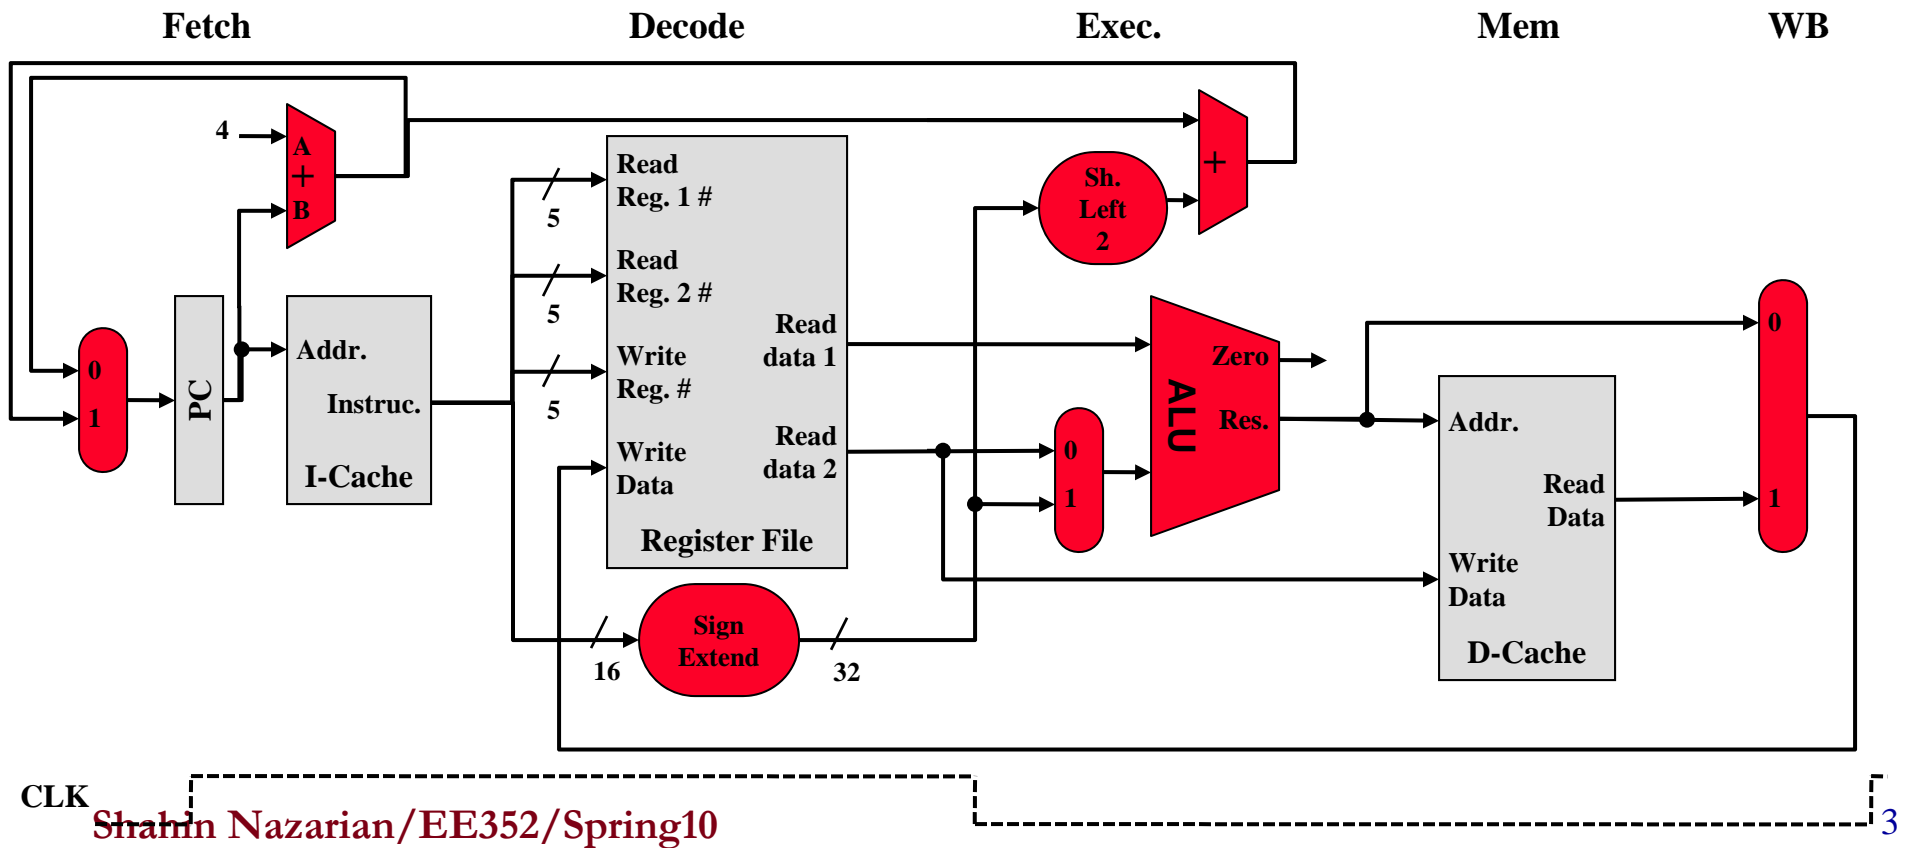 Fetch Decode Exec. Mem WB
4
A
+
B
0
1
PC
Addr.
Instruc.
I-Cache
5
5
5
Read
Reg. 1 #
Read
Reg. 2 #
Write
Reg. #
Write
Data
Read
data 1
Read
data 2
Register File
16
Sign
Extend
32
Sh.
Left
2
+
0
1
ALU
Zero
Res.
Addr.
Read
Data
Write
Data
D-Cache
0
1
CLK
Shahin Nazarian/EE352/Spring10
3